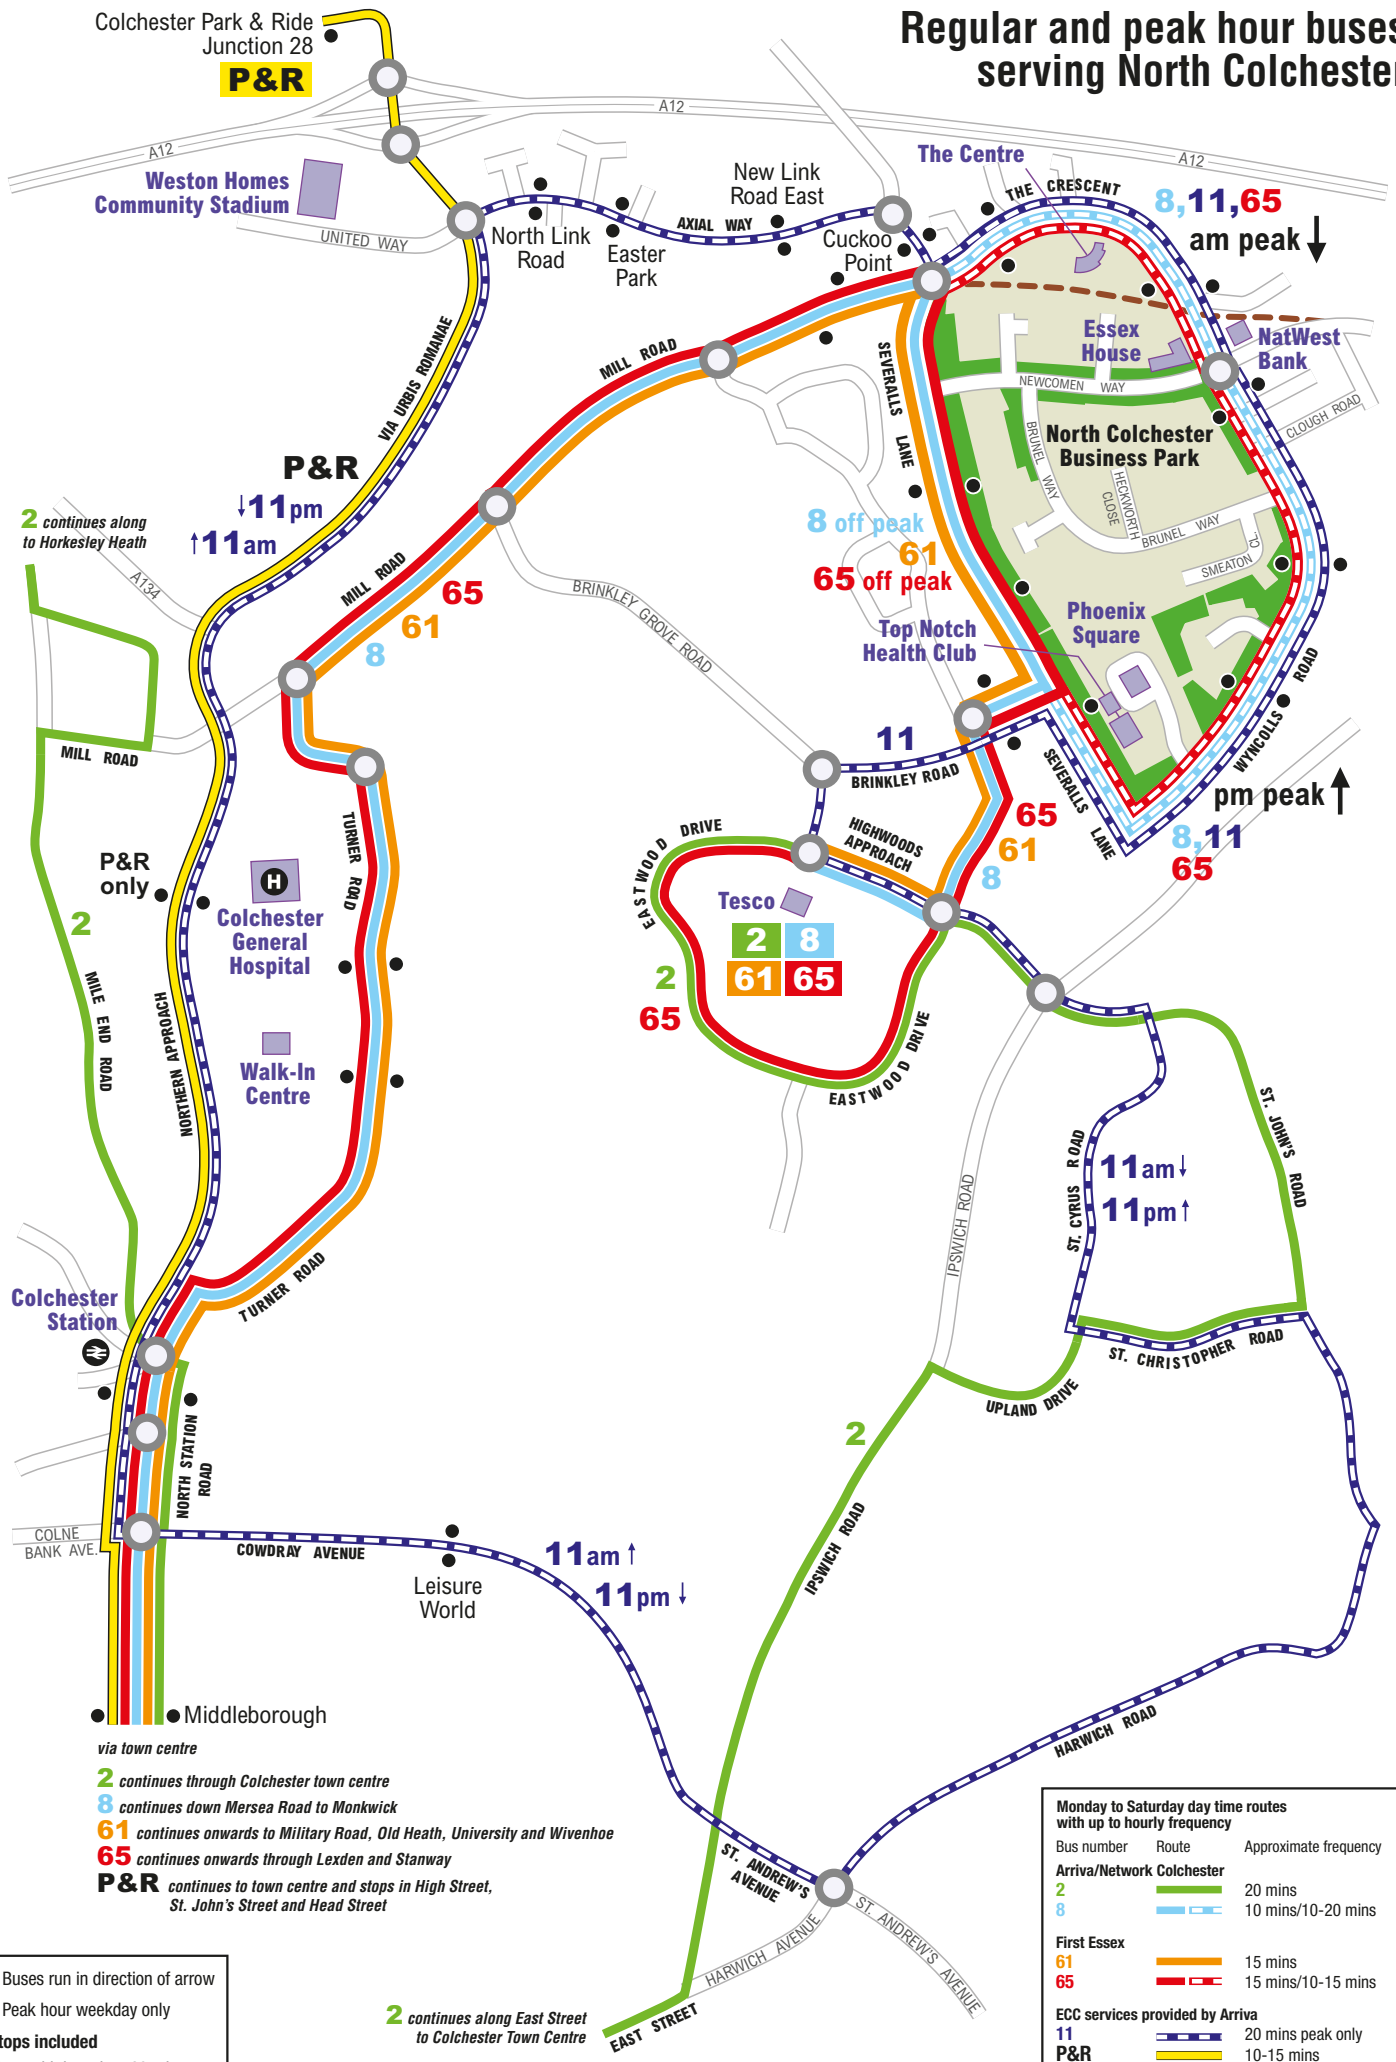 Regular and peak hour buses
serving North Colchester
Colchester Park & Ride
Junction 28
P&R
A12
A12
A12
Weston Homes
Community Stadium
UNITED WAY
North Link
Road
Easter
Park
AXIAL WAY
New Link
Road East
Cuckoo
Point
The Centre
THE CRESCENT
8,11,65
am peak
Essex
House
NatWest
Bank
NEWCOMEN WAY
CLOUGH ROAD
North Colchester
Business Park
BRUNEL WAY
HECKWORTH
CLOSE
BRUNEL WAY
SMEATON
CL.
SEVERALLS LANE
MILL ROAD
VIA URBIS ROMANAE
P&R
11pm
11am
2 continues along
to Horkesley Heath
A134
MILL ROAD
65
61
8
8 off peak
61
65 off peak
BRINKLEY GROVE ROAD
Top Notch
Health Club
Phoenix
Square
WYNCOLLS ROAD
MILL ROAD
11
BRINKLEY ROAD
SEVERALLS LANE
pm peak
8,11
65
65
61
8
HIGHWOODS
APPROACH
EASTWOOD DRIVE
Tesco
2 8
61 65
2
65
EASTWOOD DRIVE
TURNER ROAD
P&R
only
H
Colchester
General
Hospital
2
MILE END ROAD
NORTHERN APPROACH
Walk-In
Centre
TURNER ROAD
ST. JOHN'S ROAD
ST. CYRUS ROAD
11am
11pm
IPSWICH ROAD
Colchester
Station
ST. CHRISTOPHER ROAD
UPLAND DRIVE
2
NORTH STATION
ROAD
IPSWICH ROAD
COLNE
BANK AVE.
COWDRAY AVENUE
Leisure
World
11am
11pm
HARWICH ROAD
Middleborough
via town centre
2 continues through Colchester town centre
8 continues down Mersea Road to Monkwick
61 continues onwards to Military Road, Old Heath, University and Wivenhoe
65 continues onwards through Lexden and Stanway
P&R continues to town centre and stops in High Street,
St. John's Street and Head Street
ST. ANDREW'S
AVENUE
HARWICH AVENUE
ST. ANDREW'S AVENUE
2 continues along East Street
to Colchester Town Centre
EAST STREET
Buses run in direction of arrow
Peak hour weekday only
tops included
Monday to Saturday day time routes
with up to hourly frequency
Bus number Route Approximate frequency
Arriva/Network Colchester
2 20 mins
8 10 mins/10-20 mins
First Essex
61 15 mins
65 15 mins/10-15 mins
ECC services provided by Arriva
11 20 mins peak only
P&R 10-15 mins